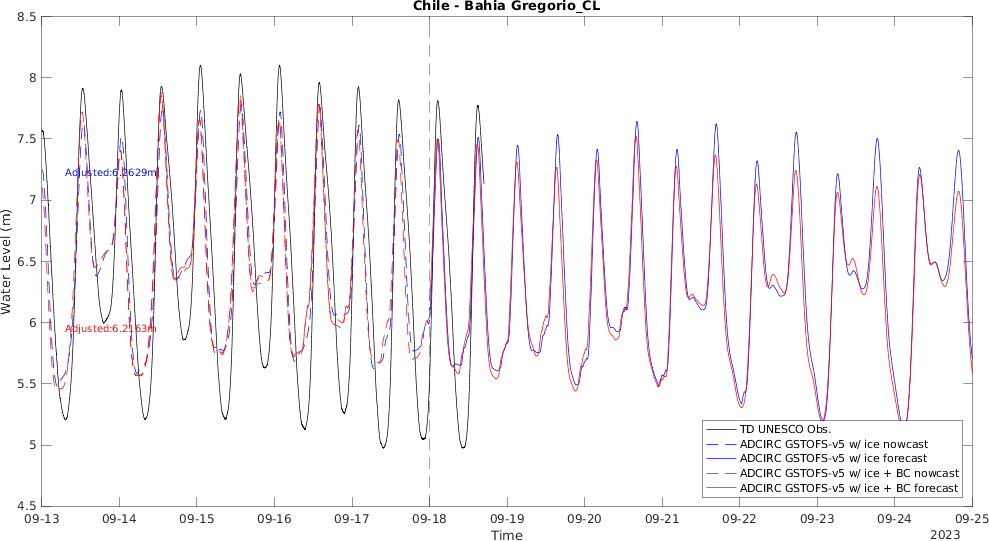 Chile - Bahia Gregorio_CL
8.5
8
7.5
7
6.5
6
5.5
5
4.5
Water Level (m)
Adjusted:6.2629m
Adjusted:6.2163m
TD UNESCO Obs.
ADCIRC GSTOFS-v5 w/ ice nowcast
ADCIRC GSTOFS-v5 w/ ice forecast
ADCIRC GSTOFS-v5 w/ ice + BC nowcast
ADCIRC GSTOFS-v5 w/ ice + BC forecast
09-13 09-14 09-15 09-16 09-17 09-18 09-19 09-20 09-21 09-22 09-23 09-24 09-25
Time
2023